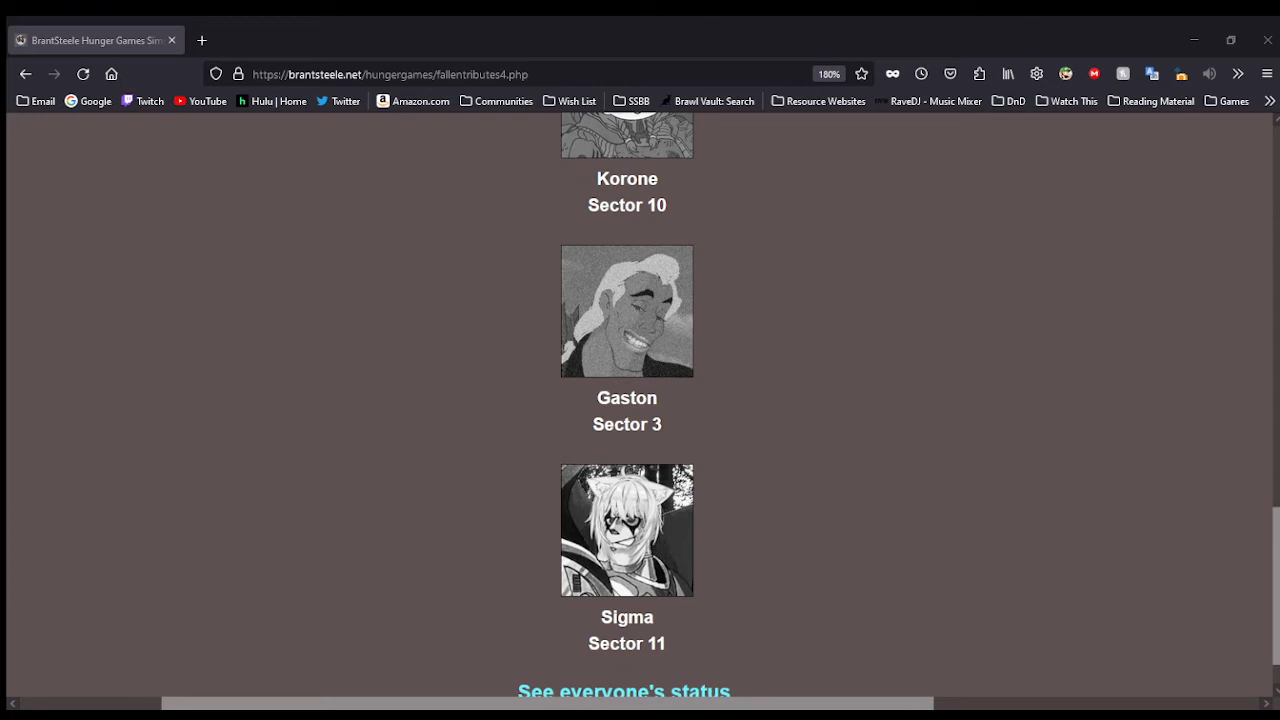 BrantSteele Hunger Games Sim
https://brantsteele.net/hungergames/fallentributes4.php
180%
Email
Google
Twitch
YouTube
Hulu | Home
Twitter
Amazon.com
Communities
Wish List
SSBB
Brawl Vault: Search
Resource Websites
RaveDJ - Music Mixer
DnD
Watch This
Reading Material
Games
Korone
Sector 10
Gaston
Sector 3
Sigma
Sector 11
See everyone's status